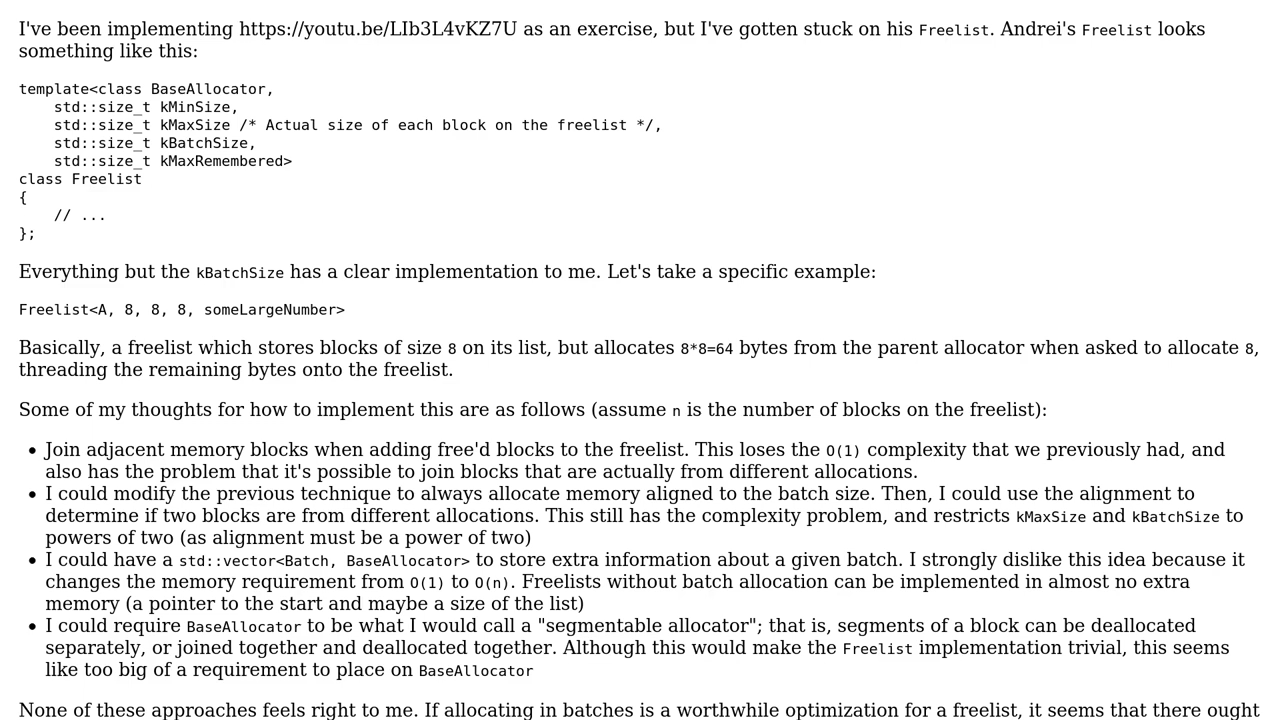 I've been implementing https://youtu.be/LIb3L4vKZ7U as an exercise, but I've gotten stuck on his Freelist. Andrei's Freelist looks
something like this:
template<class BaseAllocator,
    std::size_t kMinSize,
    std::size_t kMaxSize /* Actual size of each block on the freelist */,
    std::size_t kBatchSize,
    std::size_t kMaxRemembered>
class Freelist
{
    // ...
};
Everything but the kBatchSize has a clear implementation to me. Let's take a specific example:
Freelist<A, 8, 8, 8, someLargeNumber>
Basically, a freelist which stores blocks of size 8 on its list, but allocates 8*8=64 bytes from the parent allocator when asked to allocate 8,
threading the remaining bytes onto the freelist.
Some of my thoughts for how to implement this are as follows (assume n is the number of blocks on the freelist):
• Join adjacent memory blocks when adding free'd blocks to the freelist. This loses the O(1) complexity that we previously had, and
also has the problem that it's possible to join blocks that are actually from different allocations.
• I could modify the previous technique to always allocate memory aligned to the batch size. Then, I could use the alignment to
determine if two blocks are from different allocations. This still has the complexity problem, and restricts kMaxSize and kBatchSize to
powers of two (as alignment must be a power of two)
• I could have a std::vector<Batch, BaseAllocator> to store extra information about a given batch. I strongly dislike this idea because it
changes the memory requirement from O(1) to O(n). Freelists without batch allocation can be implemented in almost no extra
memory (a pointer to the start and maybe a size of the list)
• I could require BaseAllocator to be what I would call a "segmentable allocator"; that is, segments of a block can be deallocated
separately, or joined together and deallocated together. Although this would make the Freelist implementation trivial, this seems
like too big of a requirement to place on BaseAllocator
None of these approaches feels right to me. If allocating in batches is a worthwhile optimization for a freelist, it seems that there ought